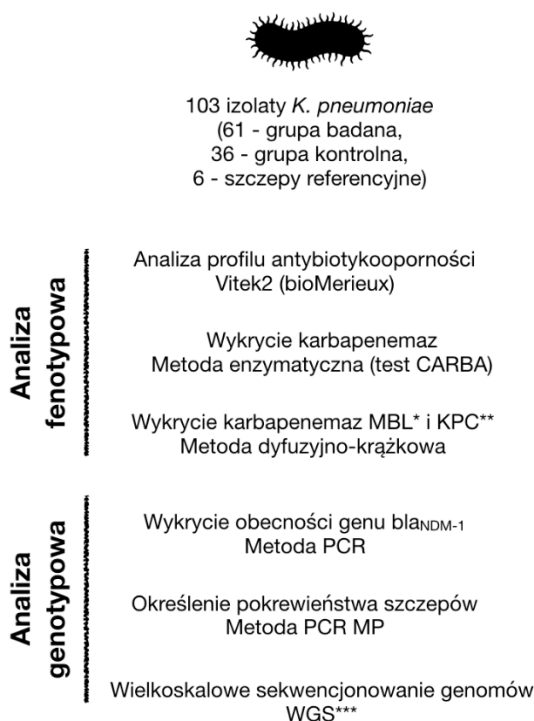 103 izolaty K. pneumoniae
(61 - grupa badana,
36 - grupa kontrolna,
6 - szczepy referencyjne)
Analiza
fenotypowa
Analiza profilu antybiotykooporności
Vitek2 (bioMerieux)
Wykrycie karbapenemaz
Metoda enzymatyczna (test CARBA)
Wykrycie karbapenemaz MBL* i KPC**
Metoda dyfuzyjno-krążkowa
Analiza
genotypowa
Wykrycie obecności genu blaNDM-1
Metoda PCR
Określenie pokrewieństwa szczepów
Metoda PCR MP
Wielkoskalowe sekwencjonowanie genomów
WGS***